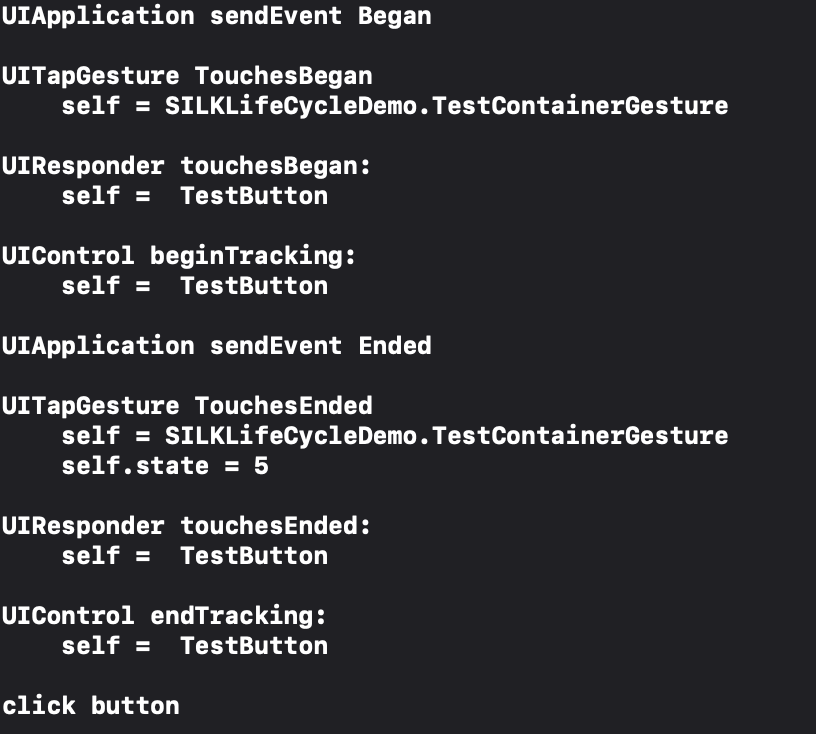 UIApplication sendEvent Began
UITapGesture TouchesBegan
self = SILKLifeCycleDemo.TestContainerGesture
UIResponder touchesBegan:
self =  TestButton
UIControl beginTracking:
self =  TestButton
UIApplication sendEvent Ended
UITapGesture TouchesEnded
self = SILKLifeCycleDemo.TestContainerGesture
self.state = 5
UIResponder touchesEnded:
self =  TestButton
UIControl endTracking:
self =  TestButton
click button